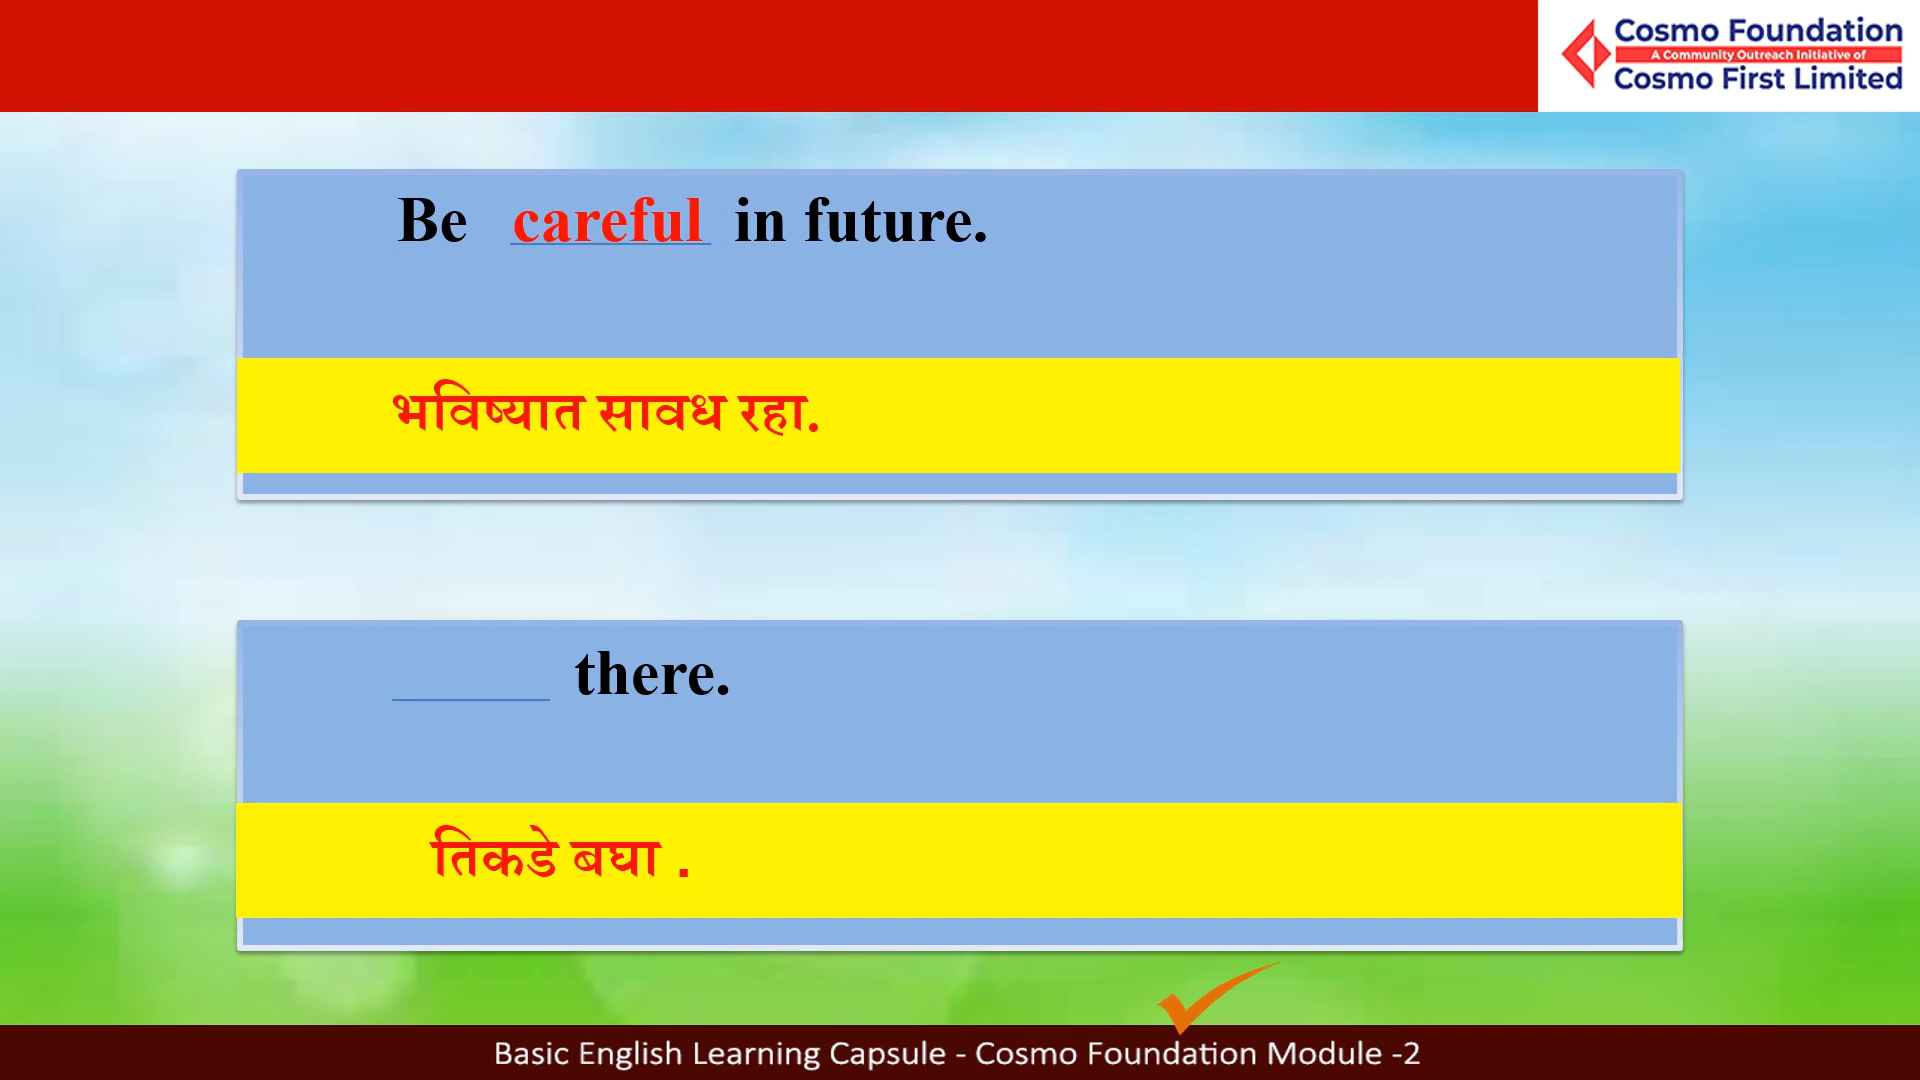 Cosmo Foundation
A Community Outreach Initiative of
Cosmo First Limited
Be careful in future.
भविष्यात सावध रहा.
_____ there.
तिकडे बघा .
Basic English Learning Capsule - Cosmo Foundation Module -2